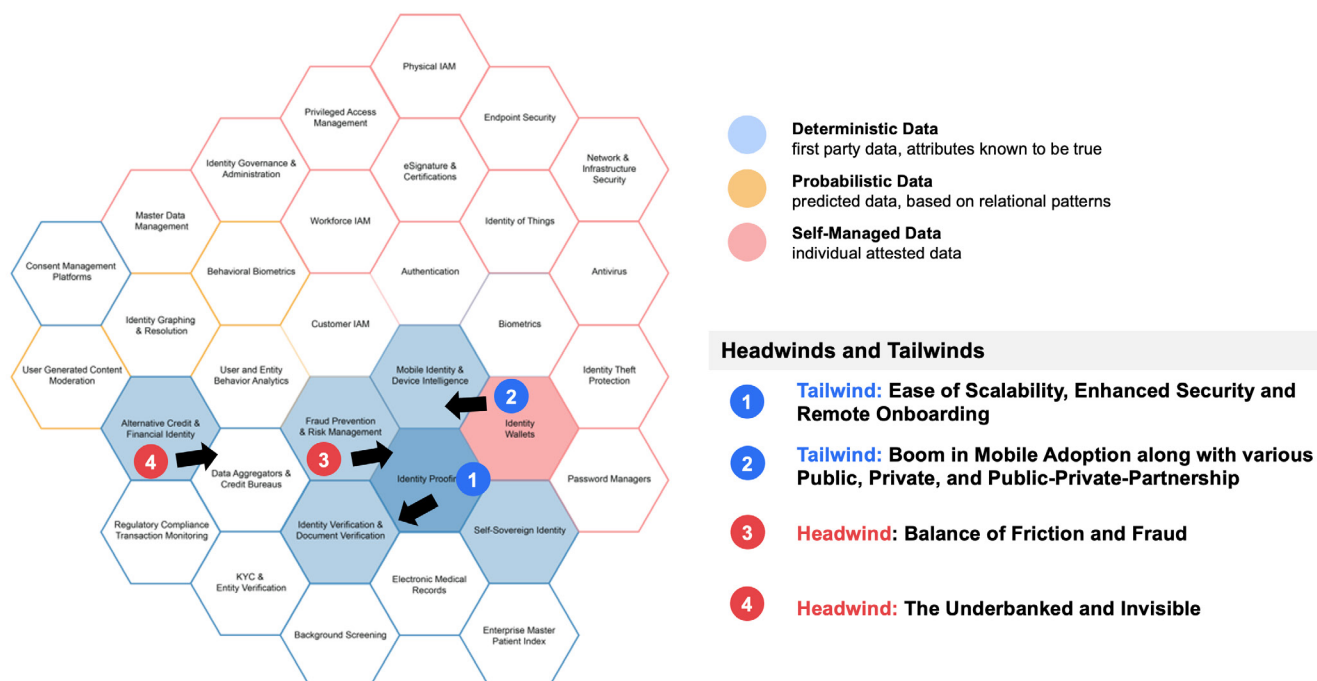 Physical IAM
Privileged Access
Management
Endpoint Security
Identity Governance &
Administration
eSignature &
Certifications
Network &
Infrastructure
Security
Master Data
Management
Workforce IAM
Identity of Things
Consent Management
Platforms
Behavioral Biometrics
Authentication
Antivirus
Identity Graphing
& Resolution
Customer IAM
Biometrics
User Generated Content
Moderation
User and Entity
Behavior Analytics
Mobile Identity &
Device Intelligence
Identity Theft
Protection
2
Alternative Credit &
Financial Identity
Fraud Prevention
& Risk Management
Identity
Wallets
4
3
Data Aggregators &
Credit Bureaus
Identity Proofin
1
Password Managers
Regulatory Compliance
Transaction Monitoring
Identity Verification &
Document Verification
Self-Sovereign Identity
KYC &
Entity Verification
Electronic Medical
Records
Background Screening
Enterprise Master
Patient Index
Deterministic Data
first party data, attributes known to be true
Probabilistic Data
predicted data, based on relational patterns
Self-Managed Data
individual attested data
Headwinds and Tailwinds
1 Tailwind: Ease of Scalability, Enhanced Security and
Remote Onboarding
2 Tailwind: Boom in Mobile Adoption along with various
Public, Private, and Public-Private-Partnership
3 Headwind: Balance of Friction and Fraud
4 Headwind: The Underbanked and Invisible